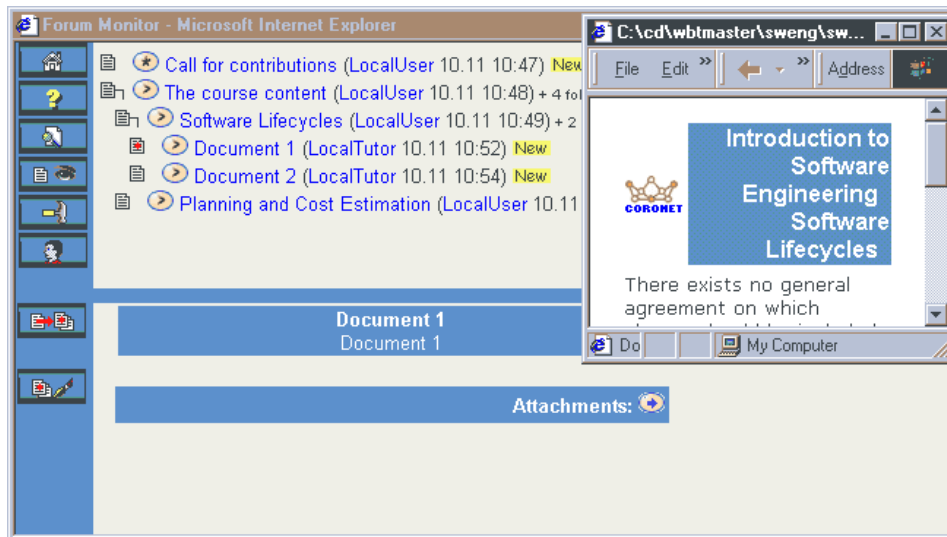 Forum Monitor - Microsoft Internet Explorer
Call for contributions (LocalUser 10.11 10:47) New
The course content (LocalUser 10.11 10:48) + 4 fol
Software Lifecycles (LocalUser 10.11 10:49) + 2
Document 1 (LocalTutor 10.11 10:52) New
Document 2 (LocalTutor 10.11 10:54) New
Planning and Cost Estimation (LocalUser 10.11
Document 1
Document 1
Attachments:
C:\cd\wbtmaster\sweng\sw...
File Edit » » Address
CORONET
Introduction to
Software
Engineering
Software
Lifecycles
There exists no general
agreement on which
Do My Computer